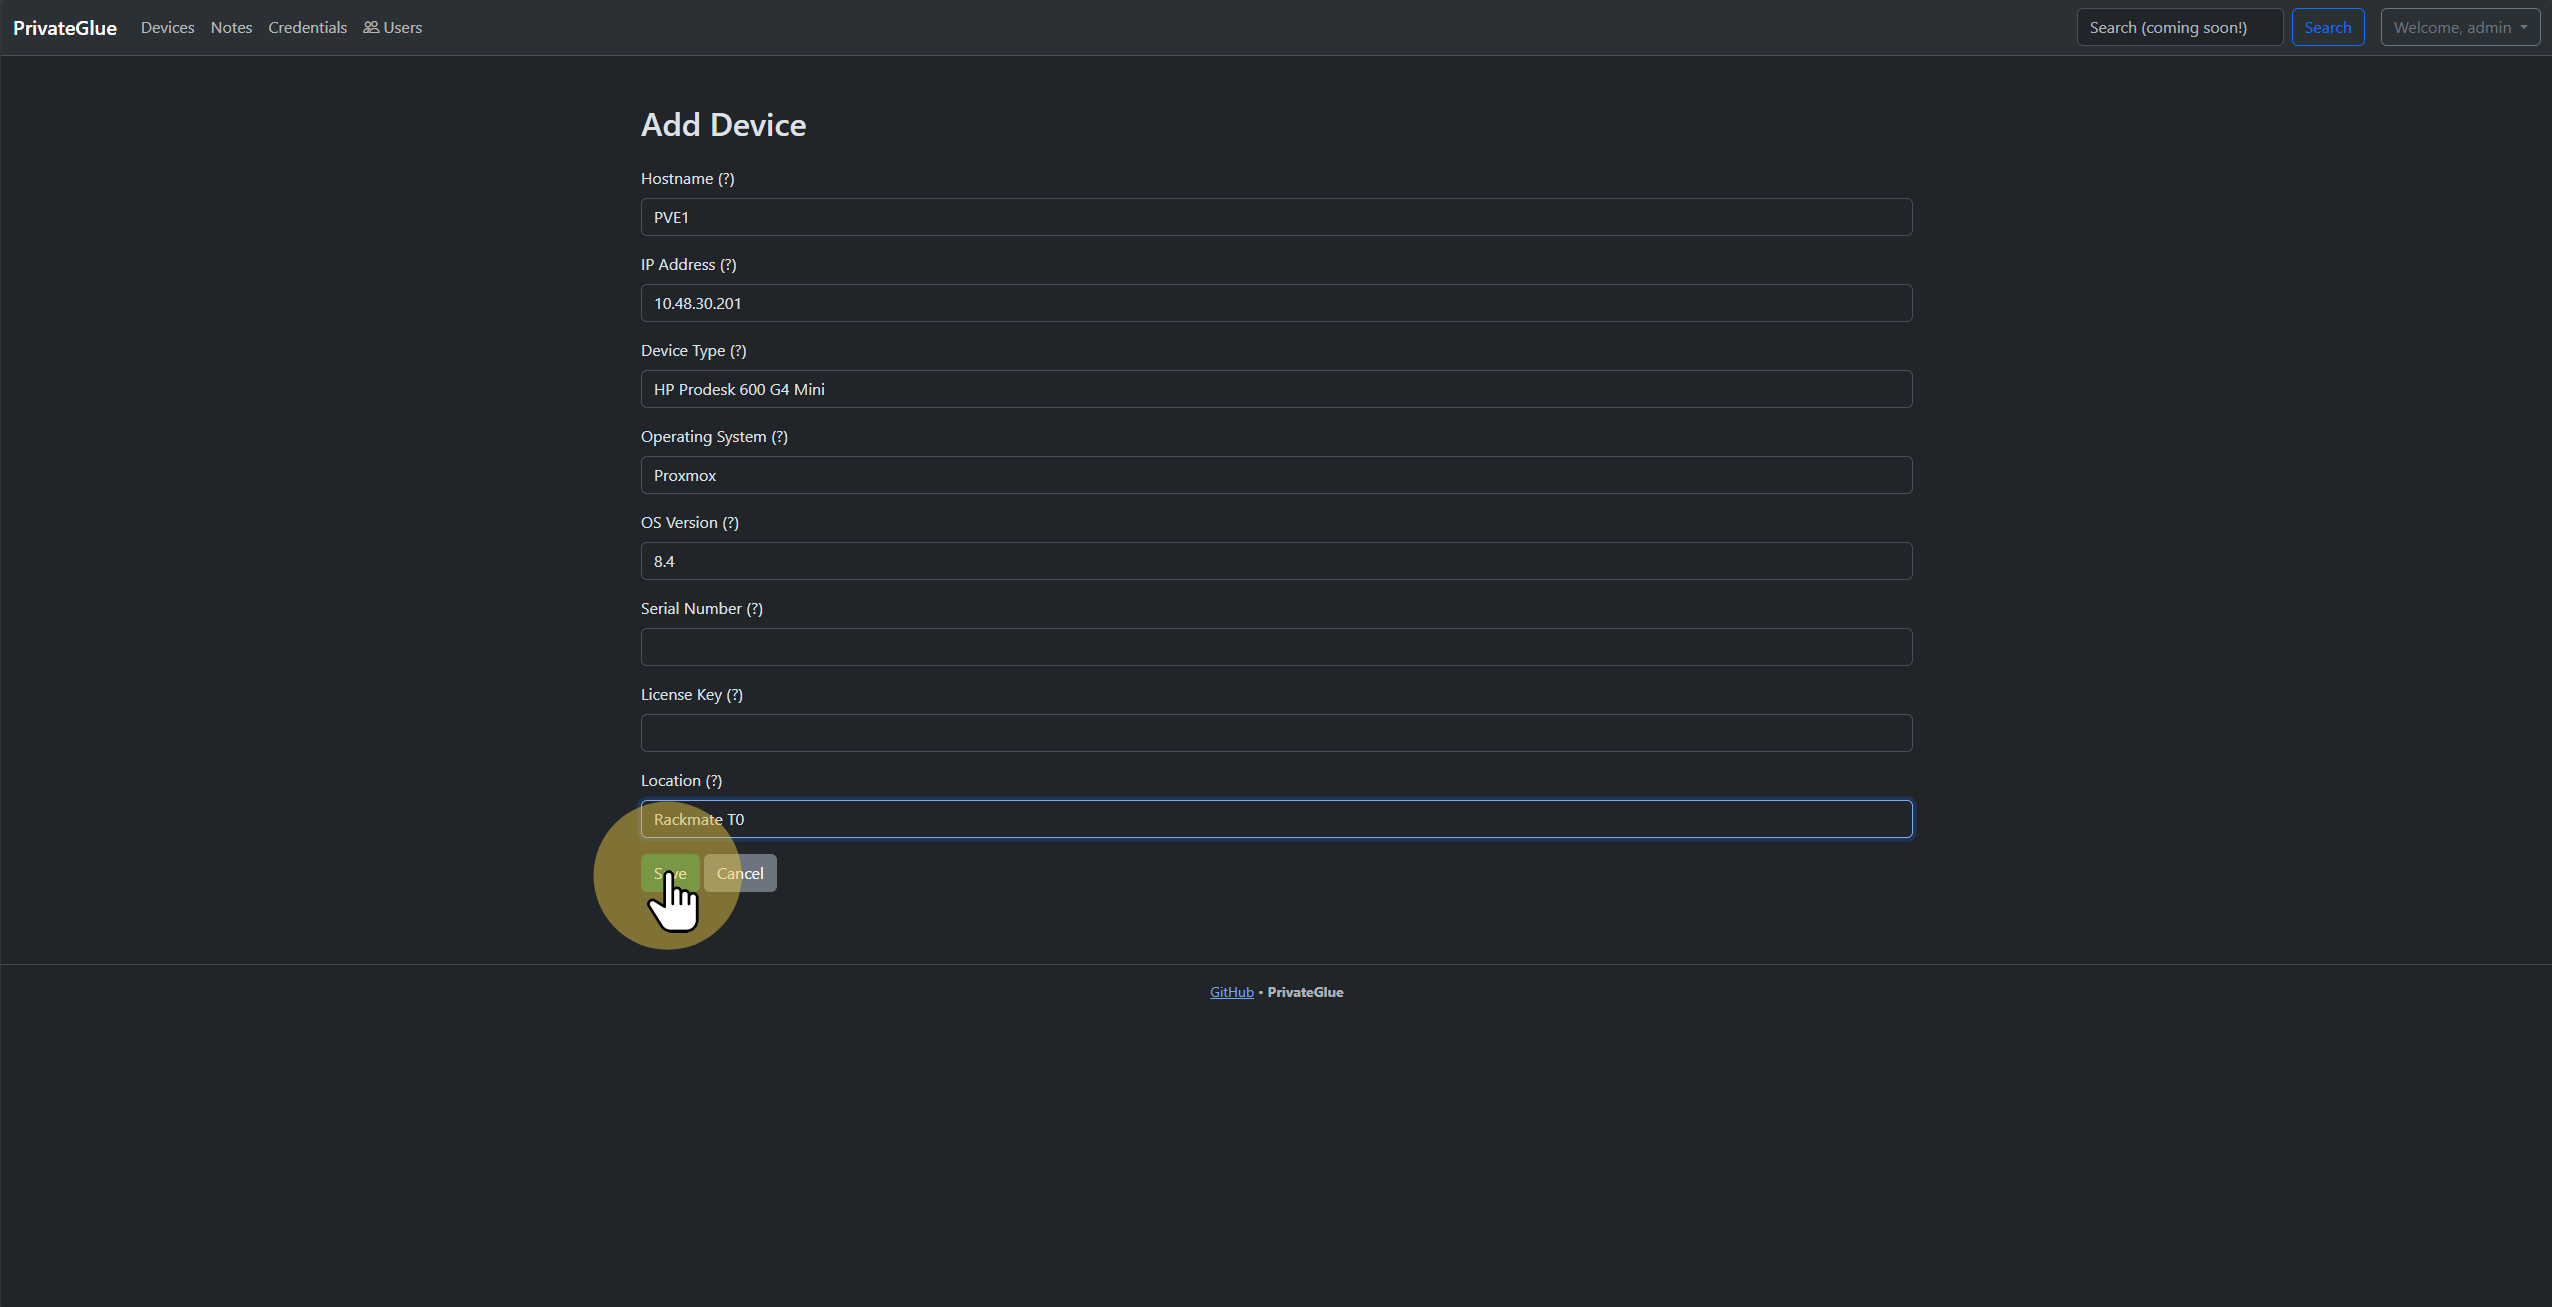 PrivateGlue Devices Notes Credentials Users Search (coming soon!) Search Welcome, admin
Add Device
Hostname (?)
PVE1
IP Address (?)
10.48.30.201
Device Type (?)
HP Prodesk 600 G4 Mini
Operating System (?)
Proxmox
OS Version (?)
8.4
Serial Number (?)
License Key (?)
Location (?)
Rackmate T0
Save Cancel
GitHub • PrivateGlue